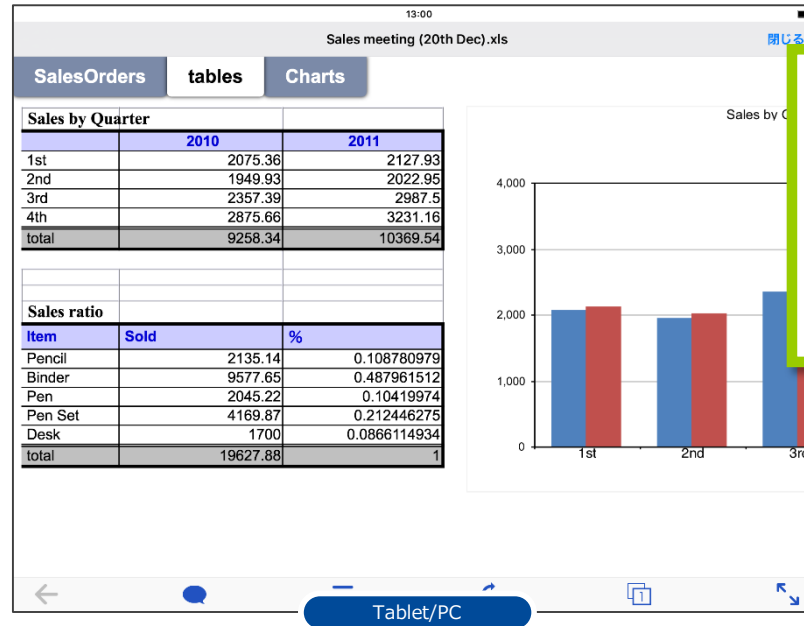 13:00
Sales meeting (20th Dec).xls 閉じる
SalesOrders tables Charts
Sales by Quarter
2010 2011
1st 2075.36 2127.93
2nd 1949.93 2022.95
3rd 2357.39 2987.5
4th 2875.66 3231.16
total 9258.34 10369.54
Sales ratio
Item Sold %
Pencil 2135.14 0.108780979
Binder 9577.65 0.487961512
Pen 2045.22 0.10419974
Pen Set 4169.87 0.212446275
Desk 1700 0.0866114934
total 19627.88 1
Sales by
4,000
3,000
2,000
1,000
0
1st 2nd
1
Tablet/PC